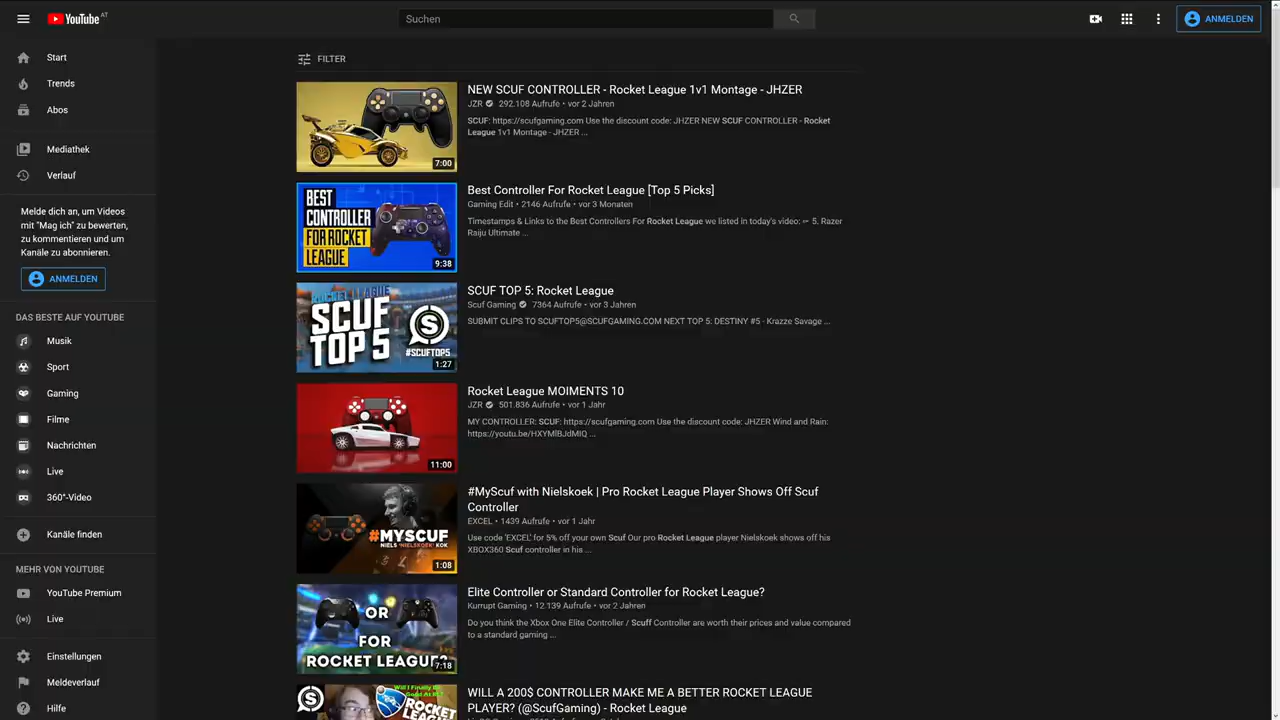 YouTube AT
Suchen
ANMELDEN
Start
Trends
Abos
Mediathek
Verlauf
Melde dich an, um Videos
mit "Mag ich" zu bewerten,
zu kommentieren und um
Kanäle zu abonnieren.
ANMELDEN
DAS BESTE AUF YOUTUBE
Musik
Sport
Gaming
Filme
Nachrichten
Live
360°-Video
Kanäle finden
MEHR VON YOUTUBE
YouTube Premium
Live
Einstellungen
Meldeverlauf
Hilfe
FILTER
7:00
NEW SCUF CONTROLLER - Rocket League 1v1 Montage - JHZER
JZR 292.108 Aufrufe • vor 2 Jahren
SCUF: https://scufgaming.com Use the discount code: JHZER NEW SCUF CONTROLLER - Rocket
League 1v1 Montage - JHZER ...
BEST
CONTROLLER
FOR ROCKET
LEAGUE
9:38
Best Controller For Rocket League [Top 5 Picks]
Gaming Edit • 2146 Aufrufe • vor 3 Monaten
Timestamps & Links to the Best Controllers For Rocket League we listed in today's video: 5. Razer
Raiju Ultimate ...
ROCKET LEAGUE
SCUF
TOP 5
#SCUFTOP5
1:27
SCUF TOP 5: Rocket League
Scuf Gaming 7364 Aufrufe • vor 3 Jahren
SUBMIT CLIPS TO SCUFTOP5@SCUFGAMING.COM NEXT TOP 5: DESTINY #5 - Krazze Savage ...
11:00
Rocket League MOIMENTS 10
JZR 501.836 Aufrufe • vor 1 Jahr
MY CONTROLLER: SCUF: https://scufgaming.com Use the discount code: JHZER Wind and Rain:
https://youtu.be/HXYMlBJdMIQ ...
#MYSCUF
NIELS 'NIELSKOEK' KOK
1:08
#MyScuf with Nielskoek | Pro Rocket League Player Shows Off Scuf
Controller
EXCEL • 1439 Aufrufe • vor 1 Jahr
Use code 'EXCEL' for 5% off your own Scuf Our pro Rocket League player Nielskoek shows off his
XBOX360 Scuf controller in his ...
OR
FOR
ROCKET LEAGUE?
7:18
Elite Controller or Standard Controller for Rocket League?
Kurrupt Gaming • 12.139 Aufrufe • vor 2 Jahren
Do you think the Xbox One Elite Controller / Scuff Controller are worth their prices and value compared
to a standard gaming ...
Will I Finally Be
Good At RL?
ROCKET
WILL A 200$ CONTROLLER MAKE ME A BETTER ROCKET LEAGUE
PLAYER? (@ScufGaming) - Rocket League